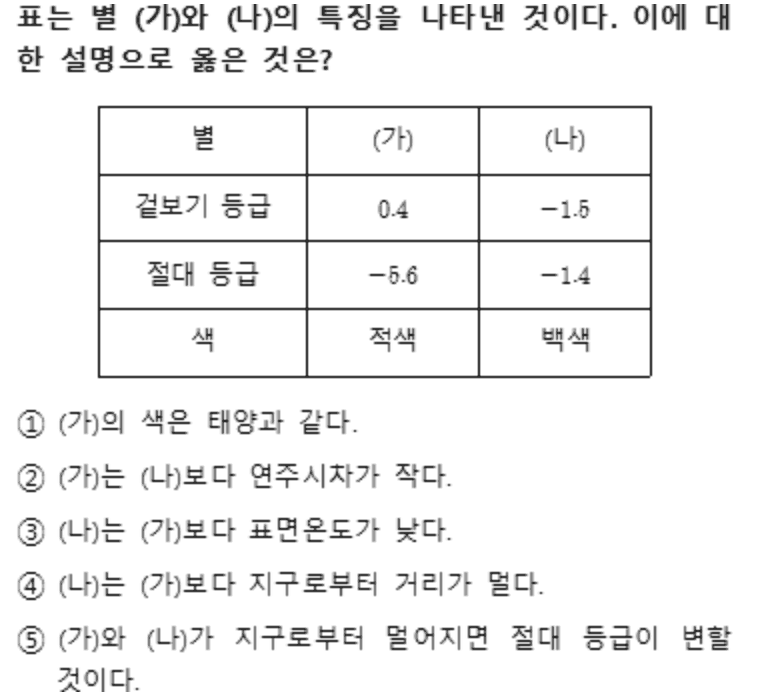 표는 별 (가)와 (나)의 특징을 나타낸 것이다. 이에 대
한 설명으로 옳은 것은?
별 (가) (나)
겉보기 등급 0.4 -1.5
절대 등급 -5.6 -1.4
색 적색 백색
① (가)의 색은 태양과 같다.
② (가)는 (나)보다 연주시차가 작다.
③ (나)는 (가)보다 표면온도가 낮다.
④ (나)는 (가)보다 지구로부터 거리가 멀다.
⑤ (가)와 (나)가 지구로부터 멀어지면 절대 등급이 변할
것이다.